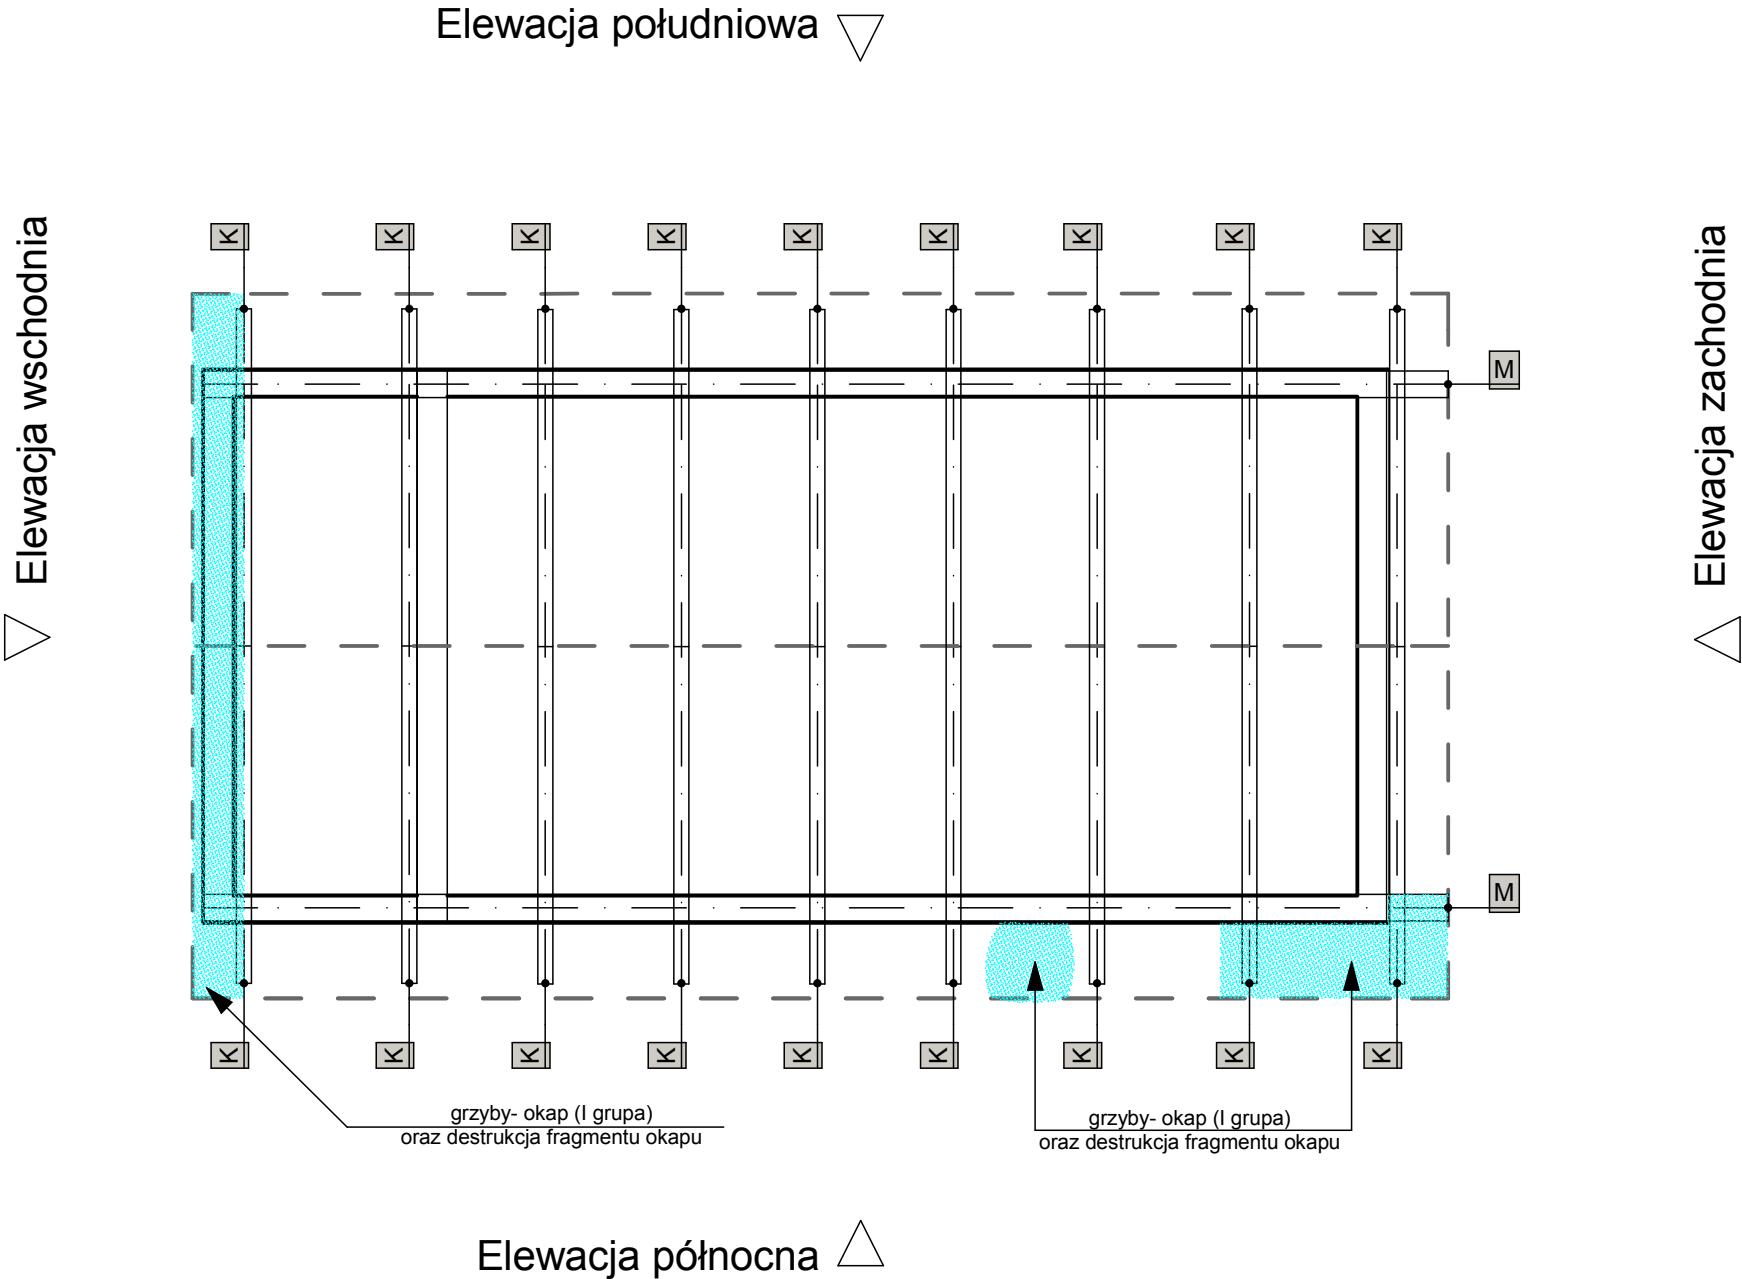 Elewacja południowa
K K K K K K K K K
Elewacja wschodnia
Elewacja zachodnia
M
M
K K K K K K K K K
grzyby- okap (I grupa)
oraz destrukcja fragmentu okapu
grzyby- okap (I grupa)
oraz destrukcja fragmentu okapu
Elewacja północna